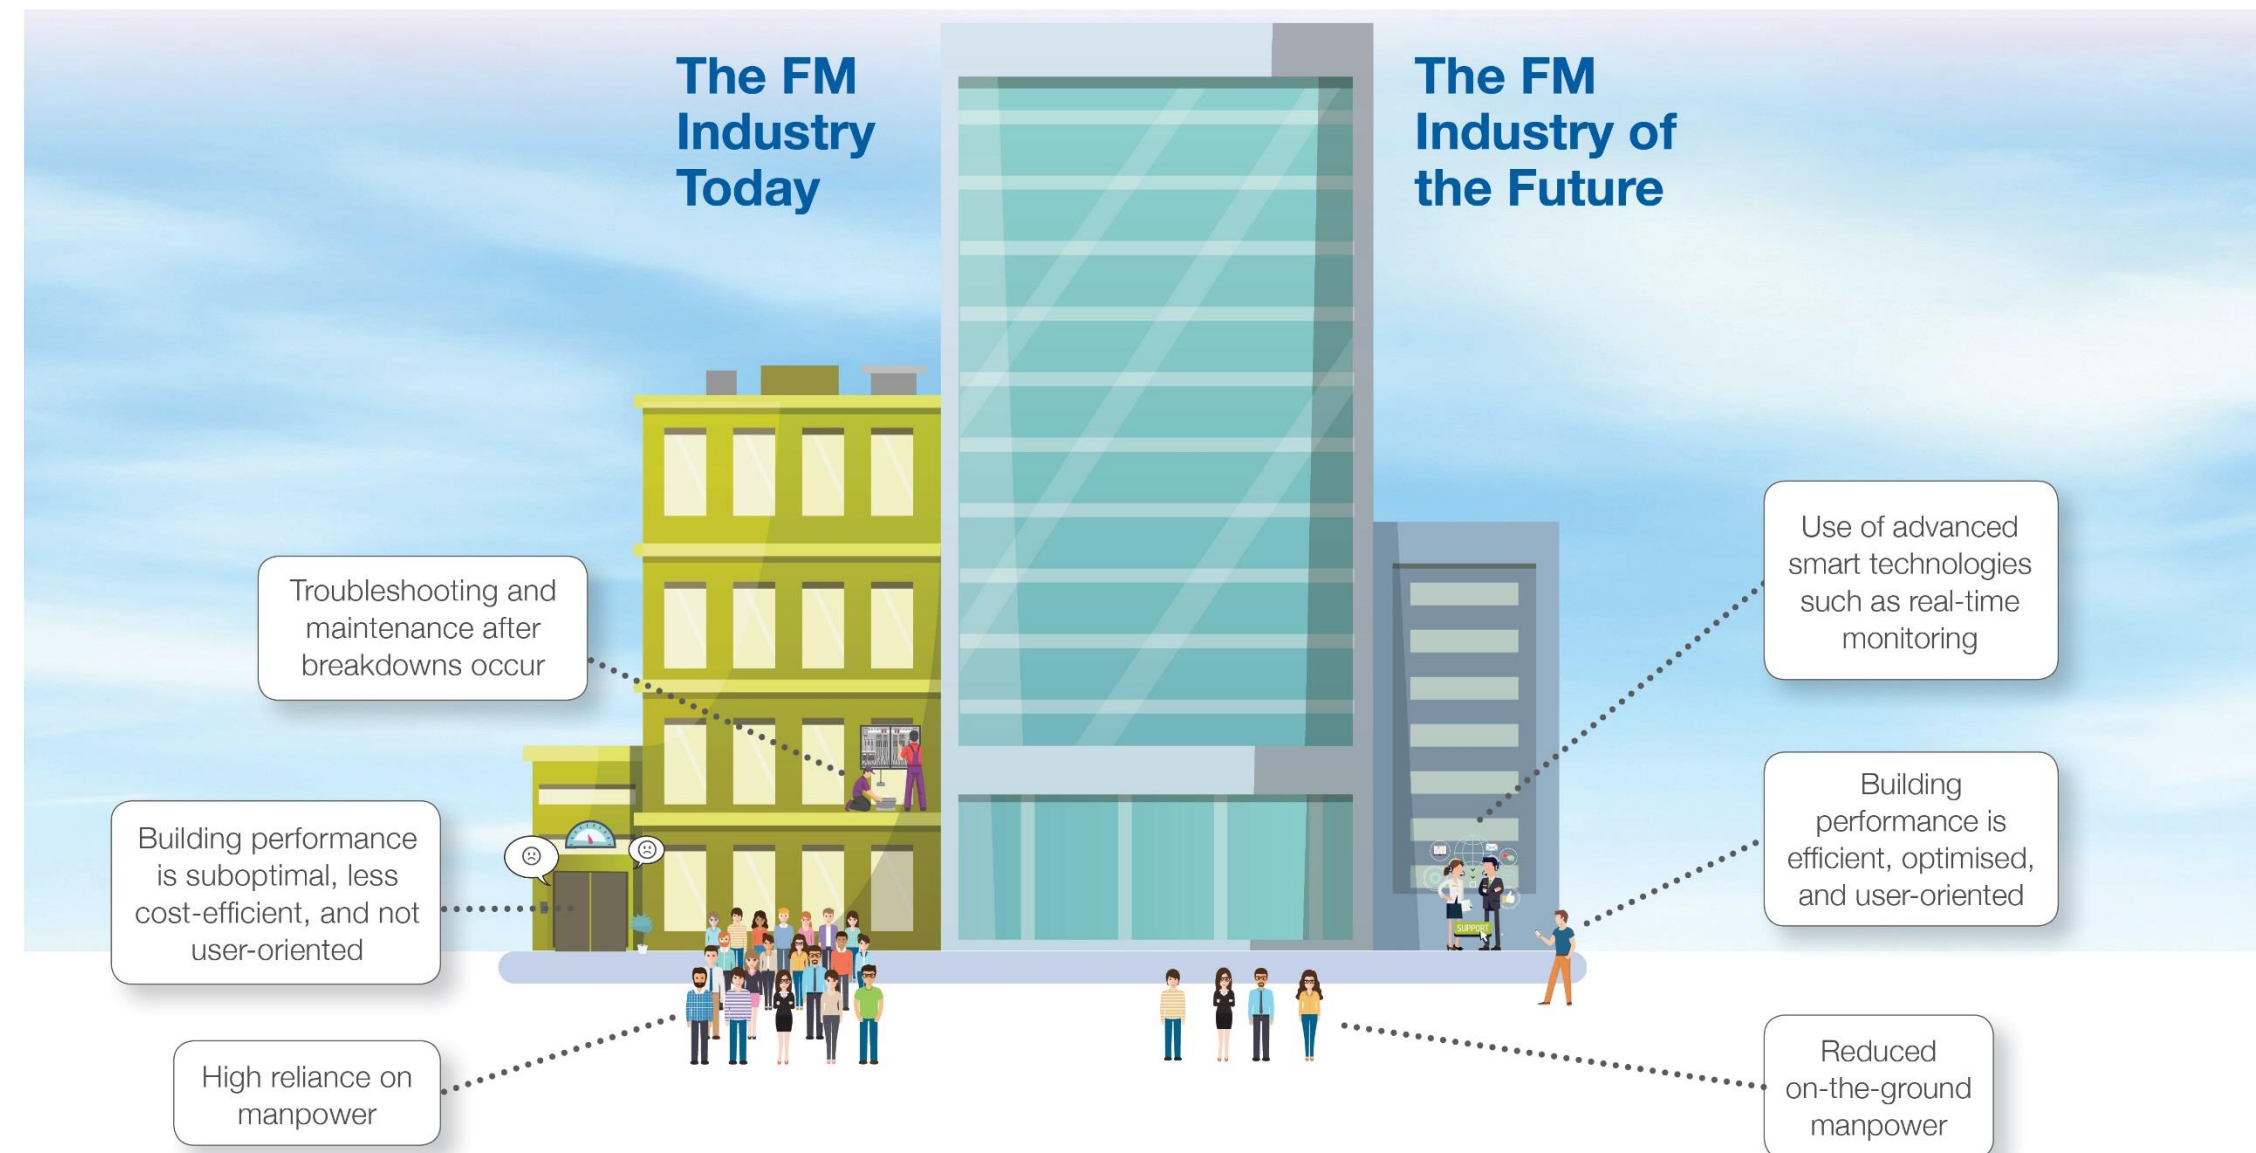 The FM
Industry
Today
The FM
Industry of
the Future
Troubleshooting and
maintenance after
breakdowns occur
Building performance
is suboptimal, less
cost-efficient, and not
user-oriented
High reliance on
manpower
Use of advanced
smart technologies
such as real-time
monitoring
Building
performance is
efficient, optimised,
and user-oriented
SUPPORT
Reduced
on-the-ground
manpower